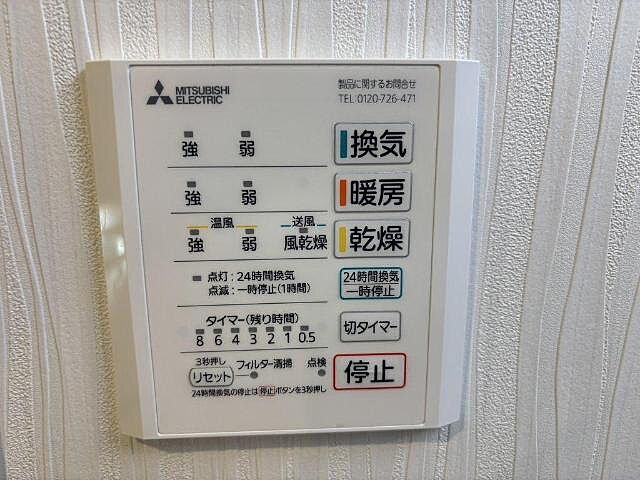 MITSUBISHI
ELECTRIC
製品に関するお問合せ
TEL 0120-726-471
強 弱 換気
強 弱 暖房
温風 送風
強 弱 風乾燥 乾燥
点灯：24時間換気
点滅：一時停止(1時間)
24時間換気
一時停止
タイマー(残り時間)
8 6 4 3 2 1 0.5
切タイマー
3秒押し
リセット フィルター清掃 点検
停止
24時間換気の停止は停止ボタンを3秒押し